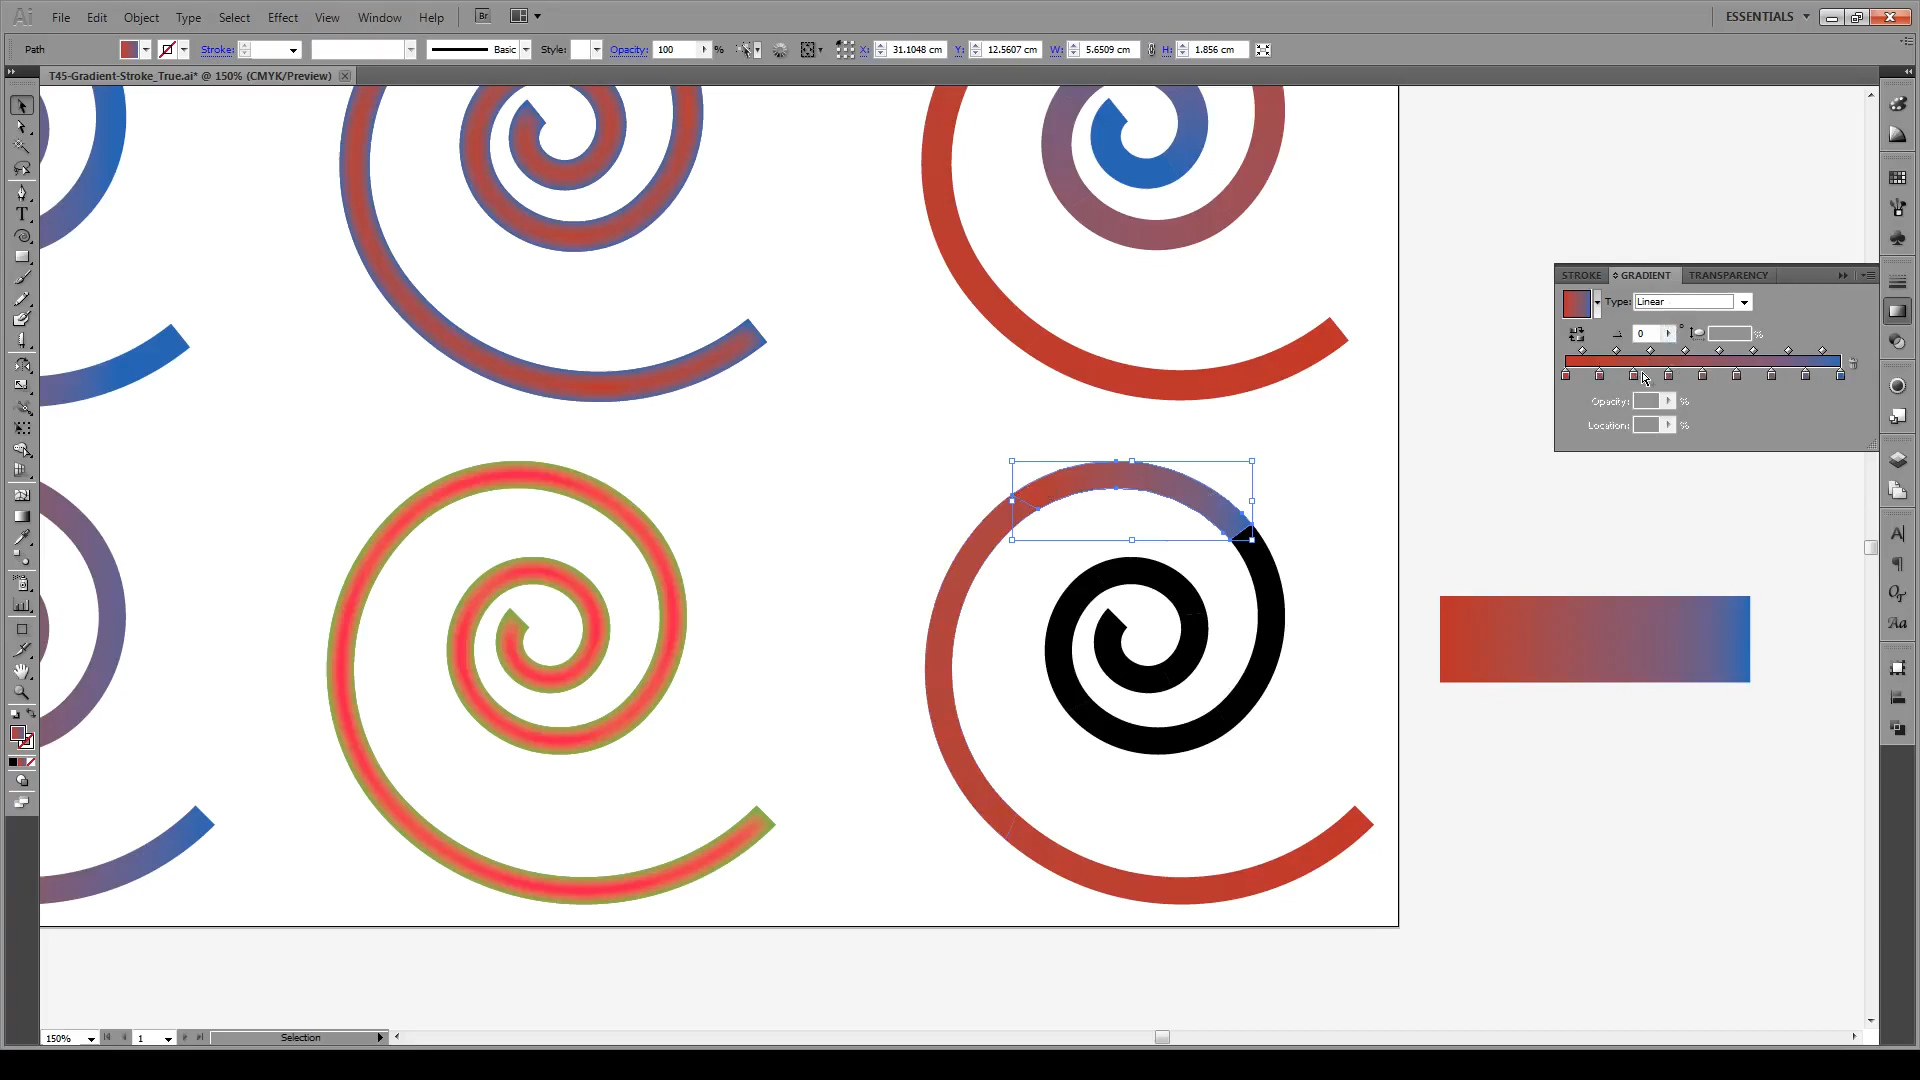 Ai File Edit Object Type Select Effect View Window Help Br ESSENTIALS
Path Stroke: Basic Style: Opacity: 100 % X: 31.1048 cm Y: 12.5607 cm W: 5.6509 cm H: 1.856 cm
T45-Gradient-Stroke_True.ai* @ 150% (CMYK/Preview)
STROKE GRADIENT TRANSPARENCY
Type: Linear
0 ° %
Opacity: %
Location: %
150% 1 Selection